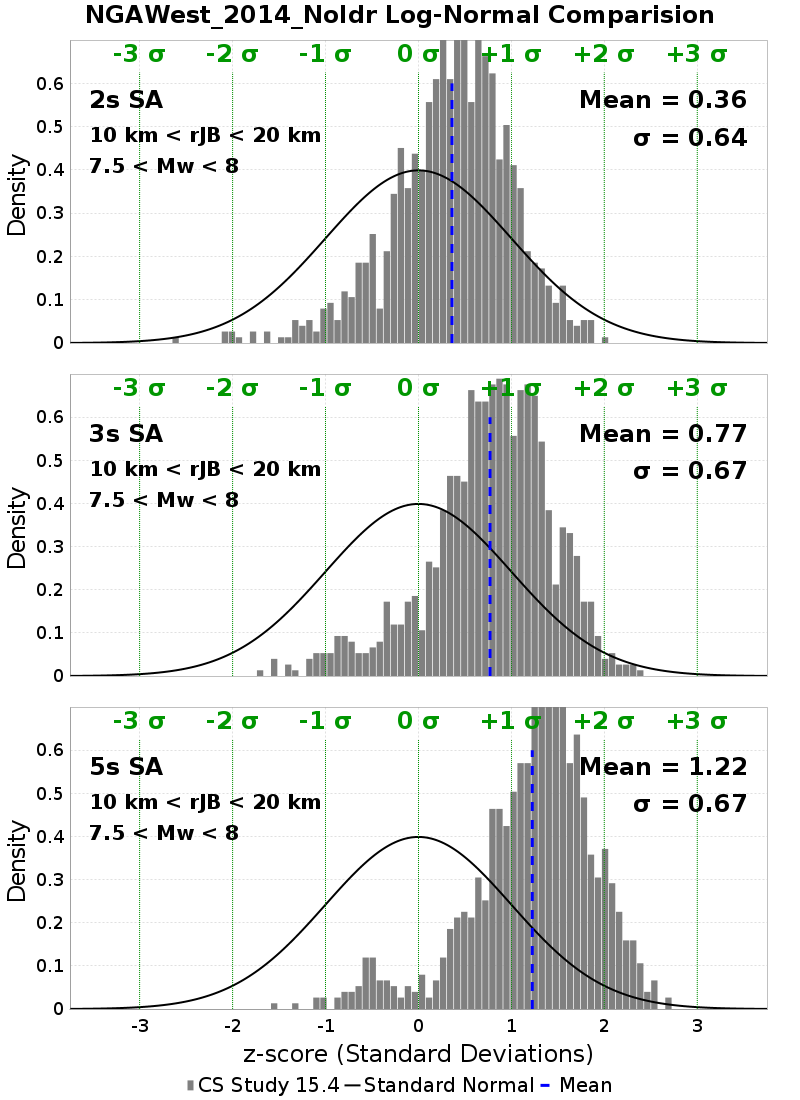 NGAWest_2014_NoIdr Log-Normal Comparision
-3 σ -2 σ -1 σ 0 σ +1 σ +2 σ +3 σ
2s SA
Mean = 0.36
10 km < rJB < 20 km
σ = 0.64
7.5 < Mw < 8
Density
0.6
0.5
0.4
0.3
0.2
0.1
0
-3 σ -2 σ -1 σ 0 σ +1 σ +2 σ +3 σ
3s SA
Mean = 0.77
10 km < rJB < 20 km
σ = 0.67
7.5 < Mw < 8
Density
0.6
0.5
0.4
0.3
0.2
0.1
0
-3 σ -2 σ -1 σ 0 σ +1 σ +2 σ +3 σ
5s SA
Mean = 1.22
10 km < rJB < 20 km
σ = 0.67
7.5 < Mw < 8
Density
0.6
0.5
0.4
0.3
0.2
0.1
0
-3 -2 -1 0 1 2 3
z-score (Standard Deviations)
CS Study 15.4 Standard Normal Mean